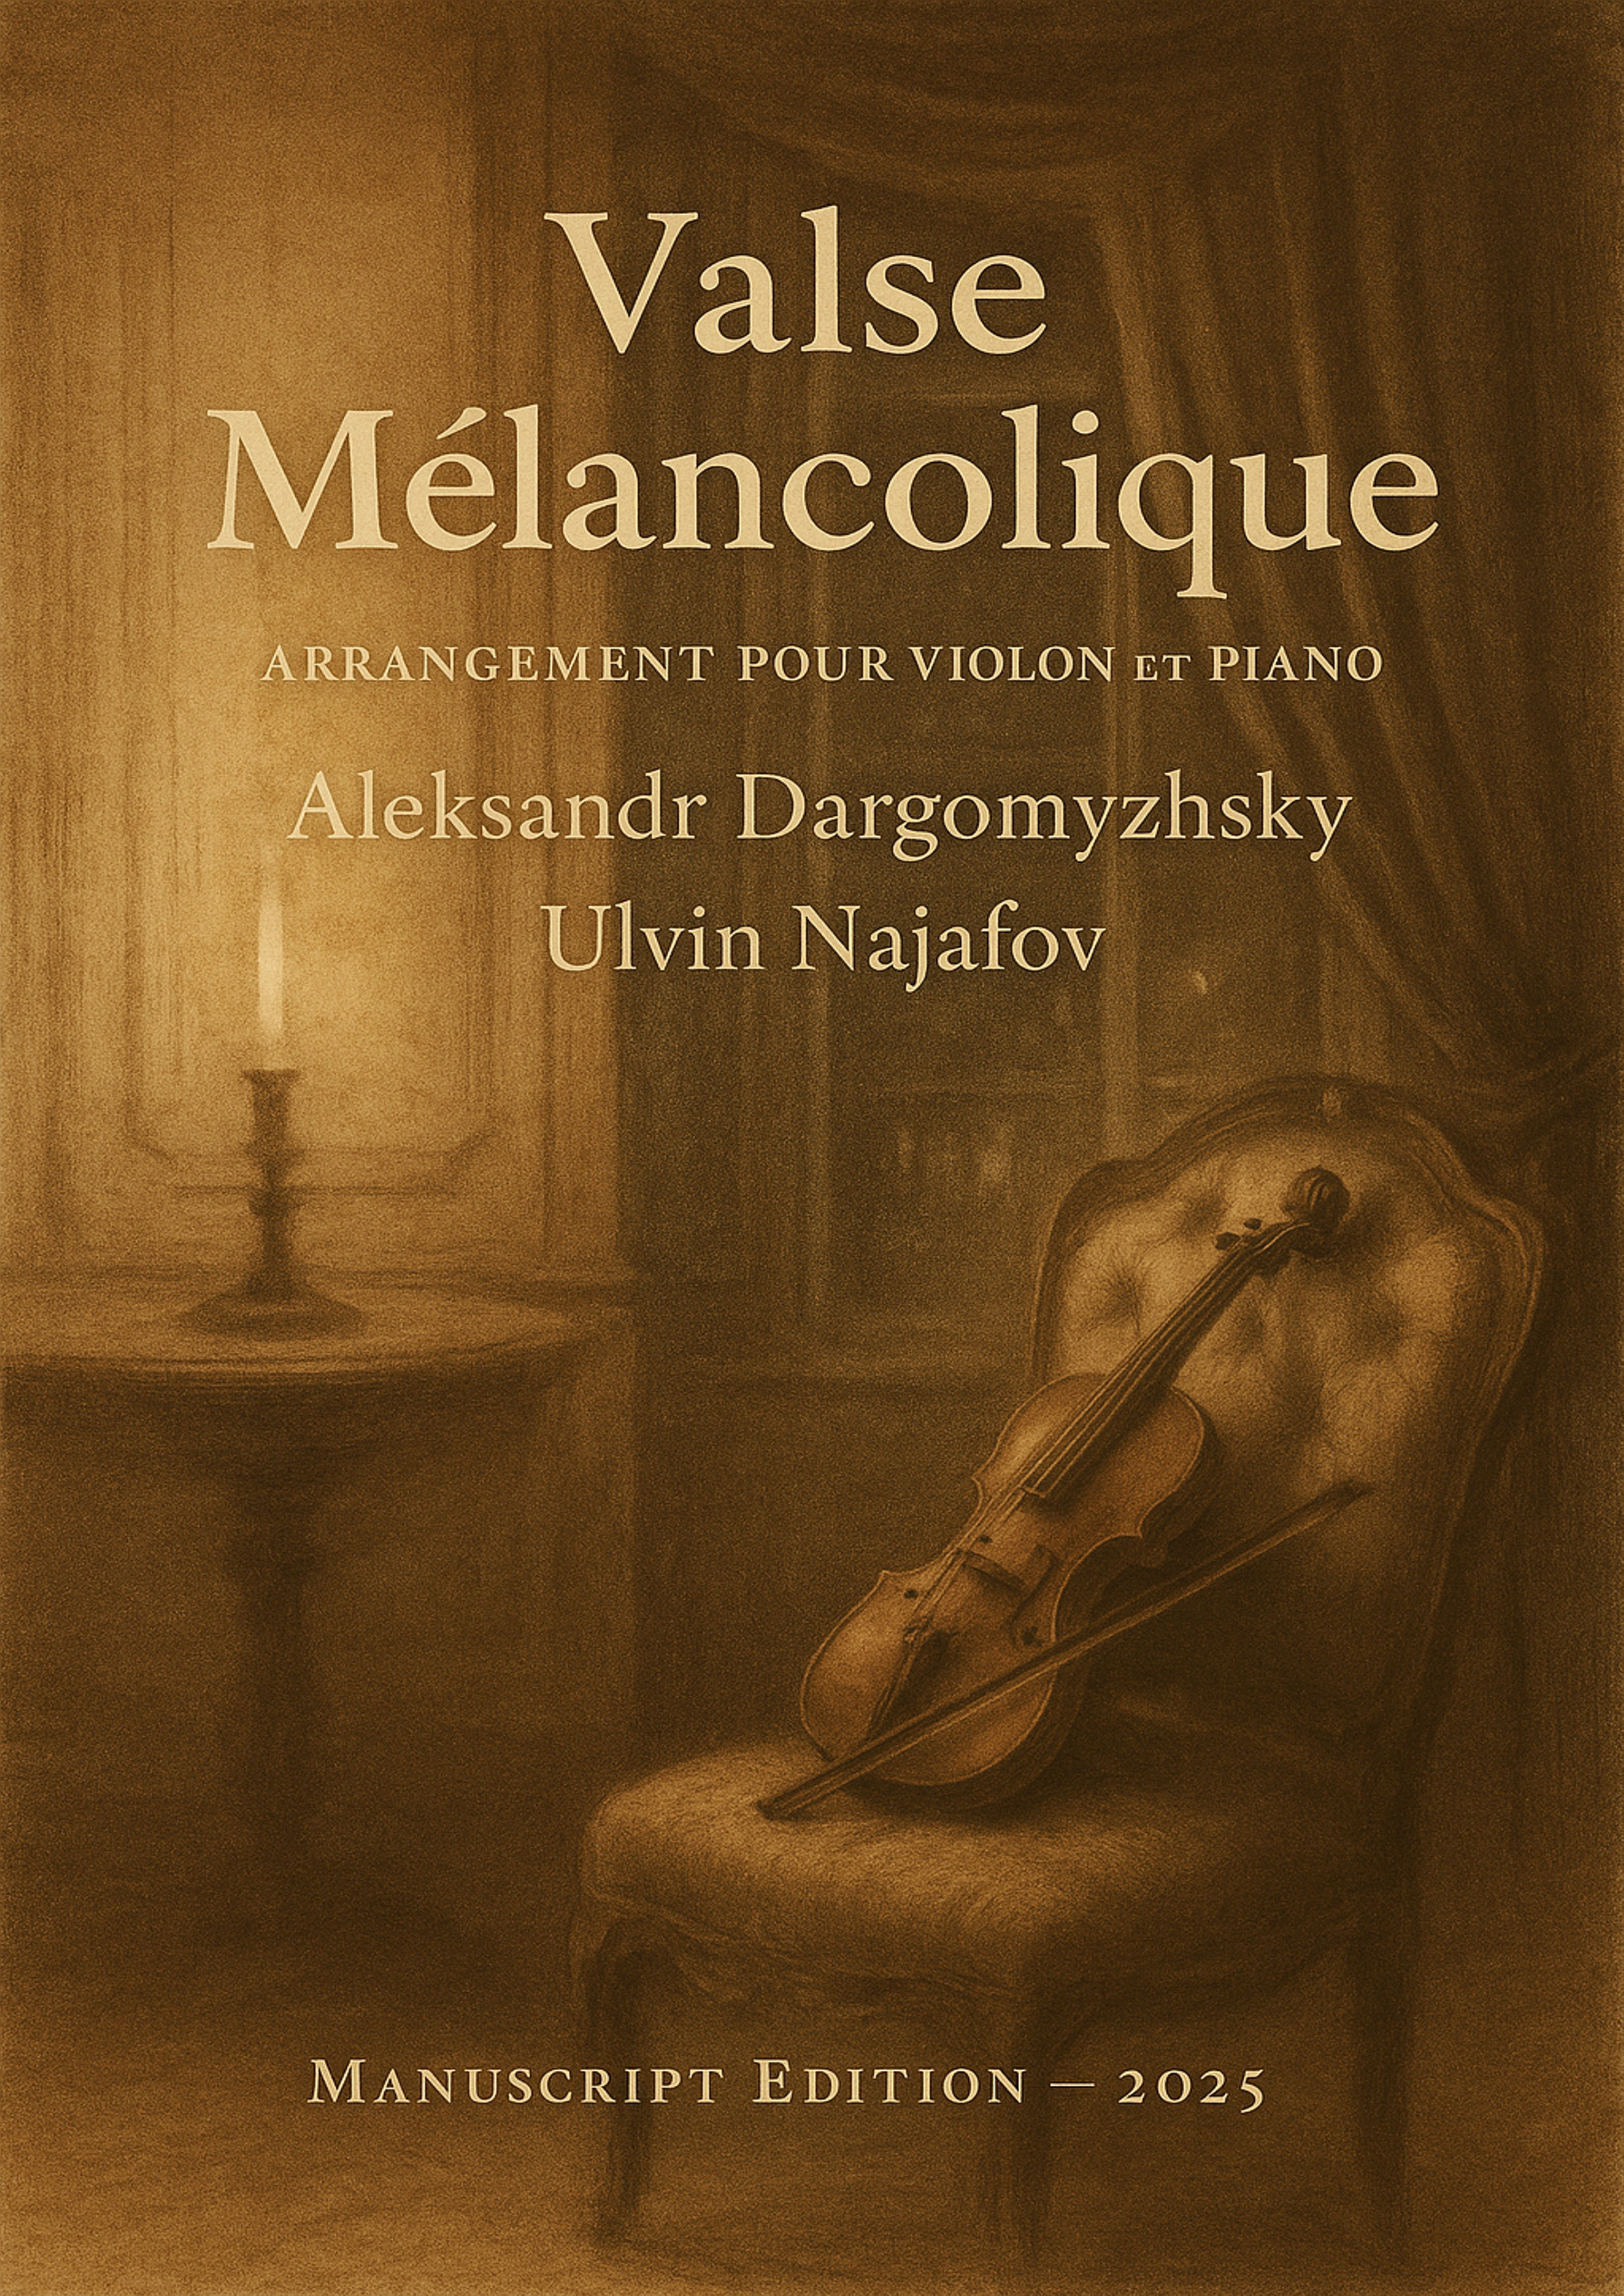 Valse
Mélancolique
ARRANGEMENT POUR VIOLON ET PIANO
Aleksandr Dargomyzhsky
Ulvin Najafov
MANUSCRIPT EDITION — 2025